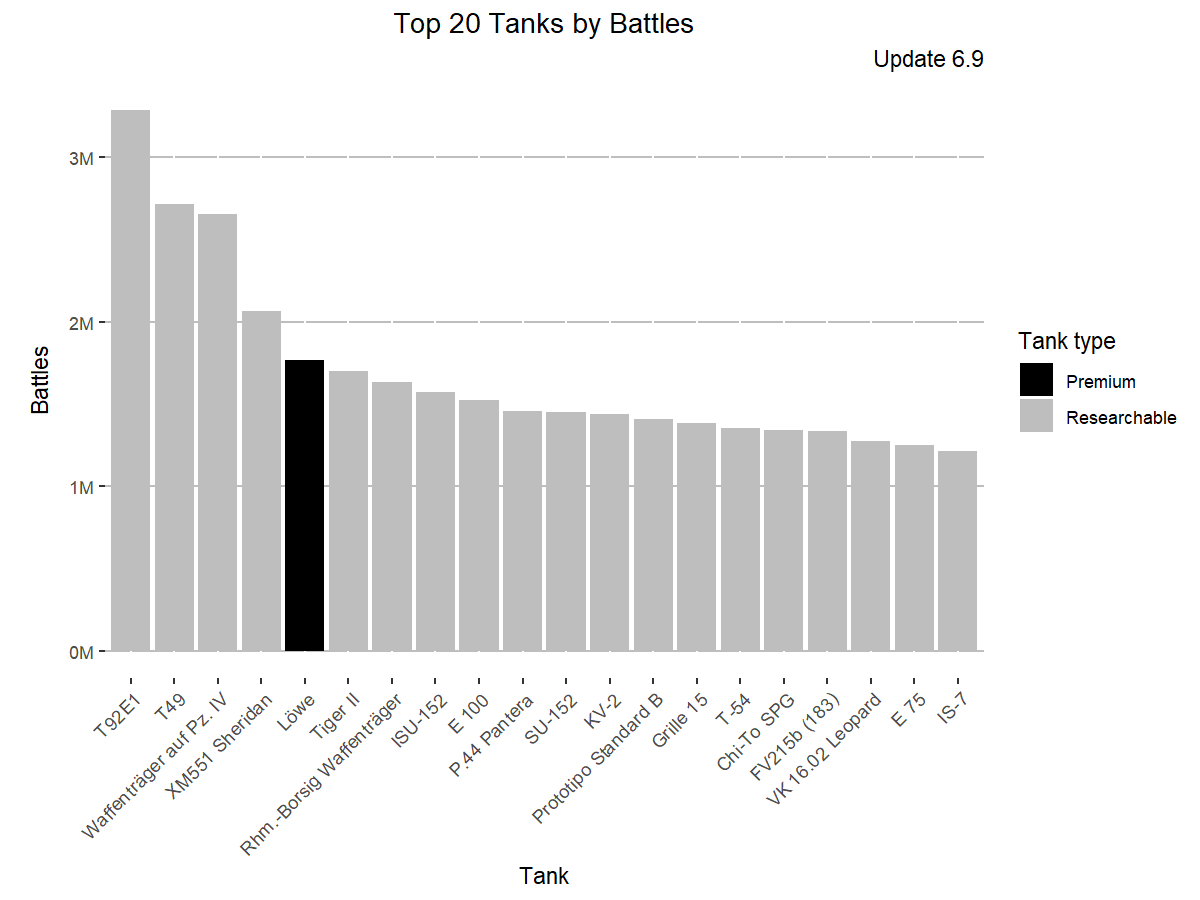 Top 20 Tanks by Battles
Update 6.9
3M
2M
1M
0M
Battles
T92E1
T49
Waffenträger auf Pz. IV
XM551 Sheridan
Löwe
Tiger II
Rhm.-Borsig Waffenträger
ISU-152
E 100
P.44 Pantera
SU-152
KV-2
Prototipo Standard B
Grille 15
T-54
Chi-To SPG
FV215b (183)
VK 16.02 Leopard
E 75
IS-7
Tank
Tank type
Premium
Researchable